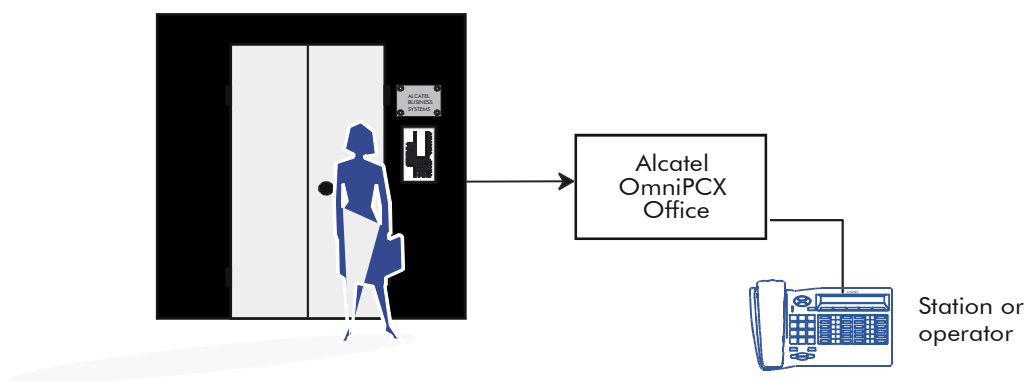 ALCATEL
BUSINESS
SYSTEMS
Alcatel
OmniPCX
Office
Station or
operator